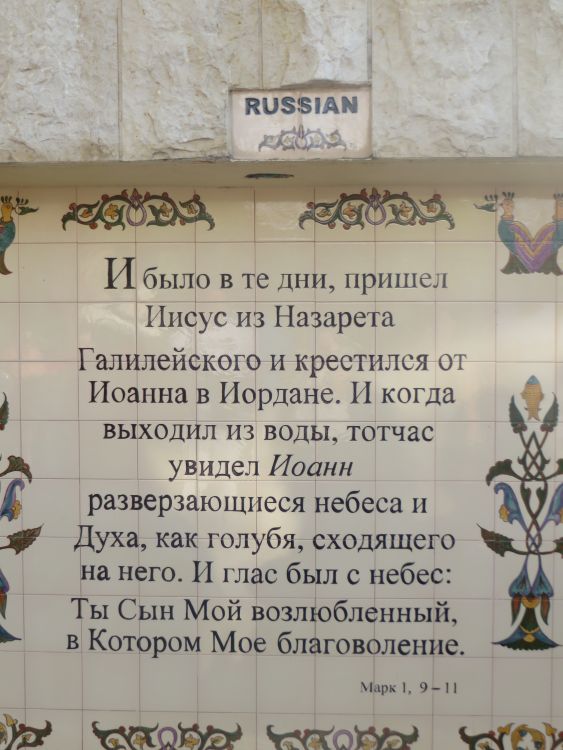 RUSSIAN
И было в те дни, пришел
Иисус из Назарета
Галилейского и крестился от
Иоанна в Иордане. И когда
выходил из воды, тотчас
увидел Иоанн
разверзающиеся небеса и
Духа, как голубя, сходящего
на него. И глас был с небес:
Ты Сын Мой возлюбленный,
в Котором Мое благоволение.
Марк 1, 9–11